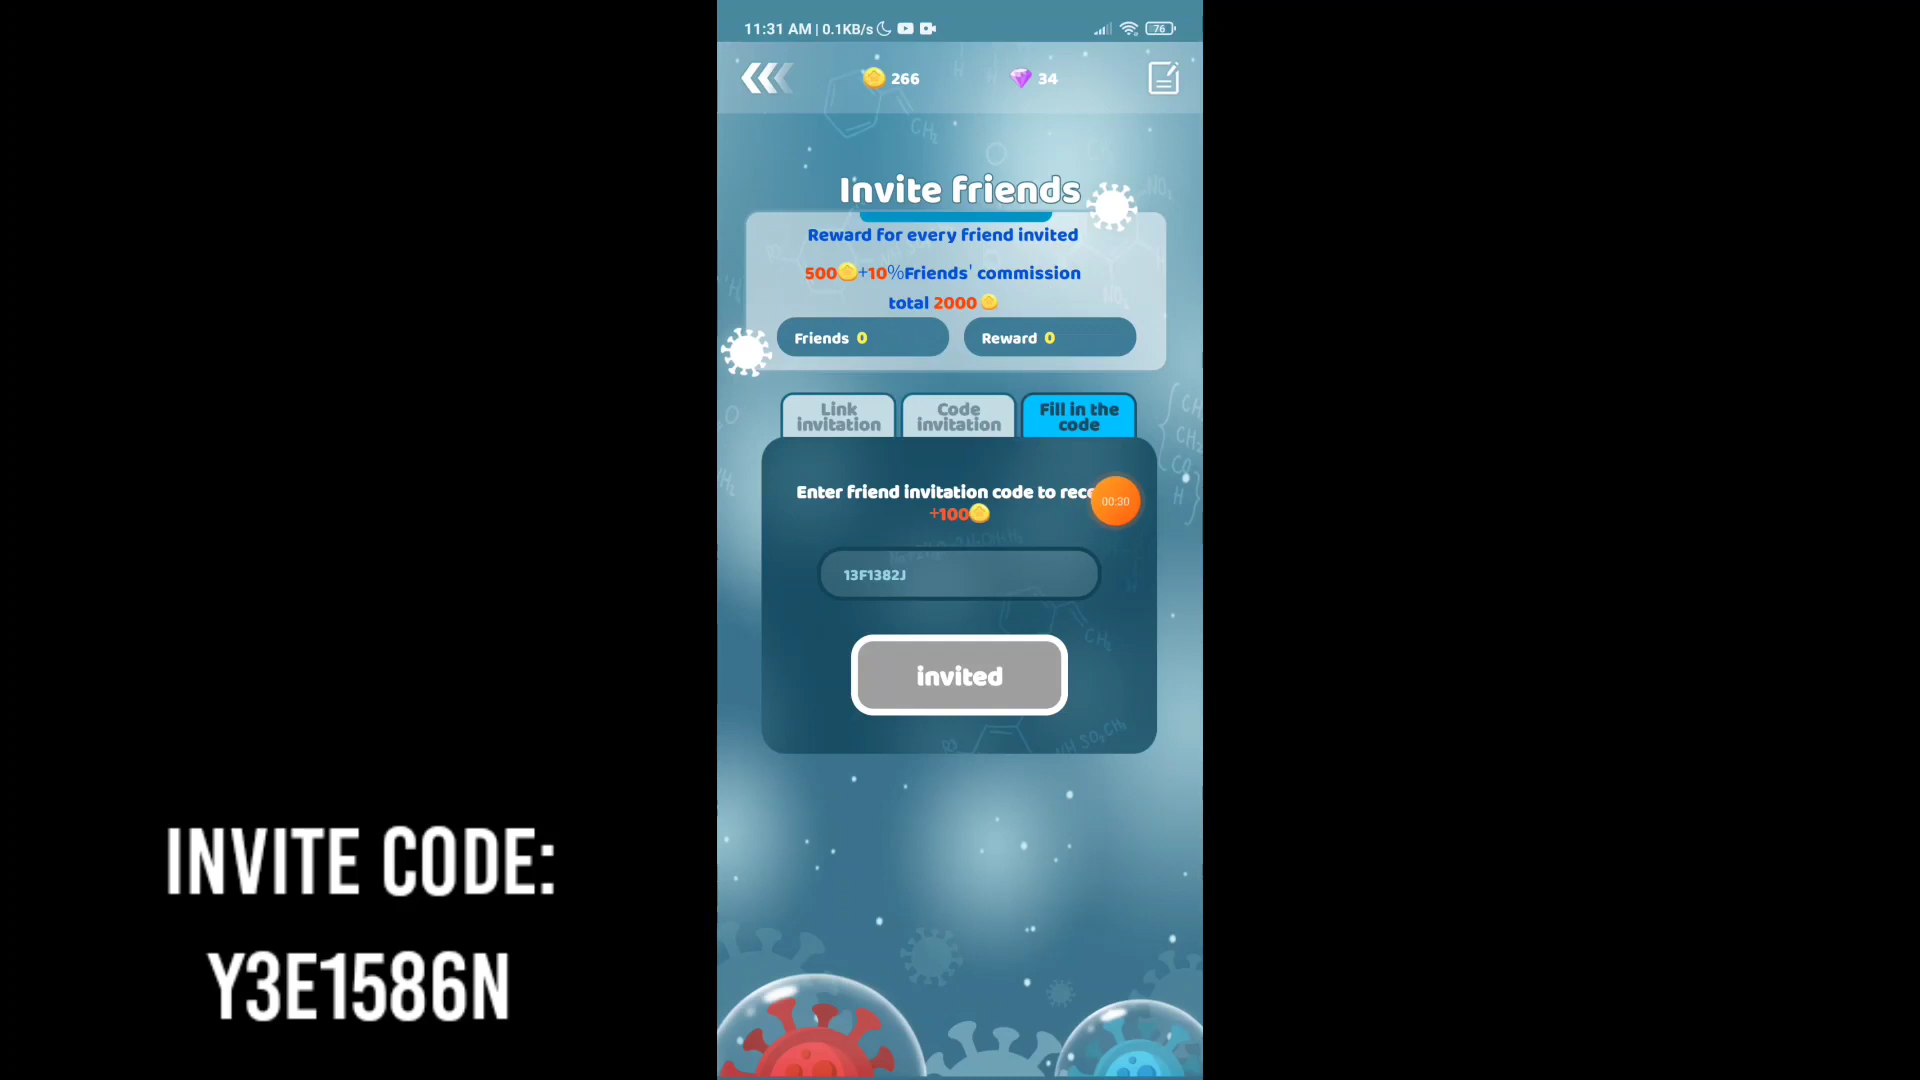 11:31 AM | 0.1KB/s
76
266
34
Invite friends
Reward for every friend invited
500+10%Friends' commission
total 2000
Friends 0
Reward 0
Link
invitation
Code
invitation
Fill in the
code
Enter friend invitation code to rece
00:30
+100
13F1382J
invited
INVITE CODE:
Y3E1586N